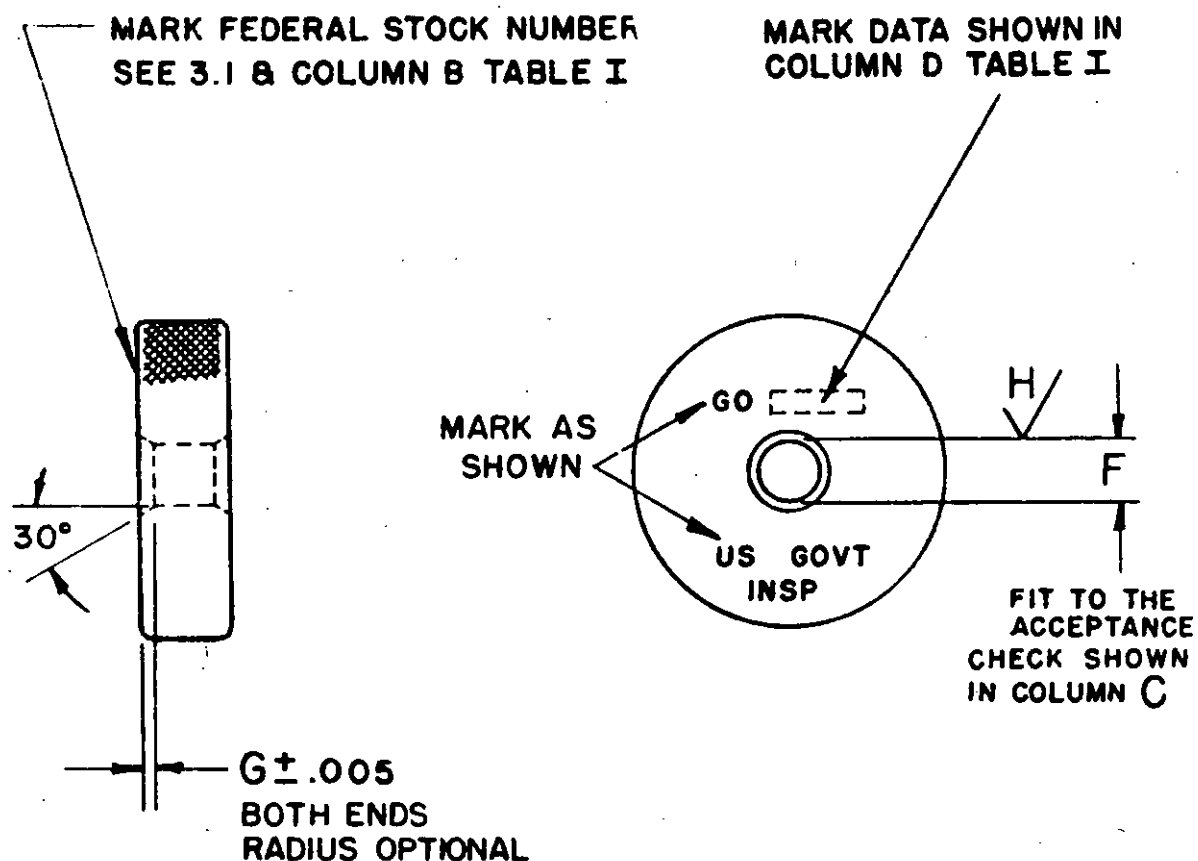 MARK FEDERAL STOCK NUMBER
SEE 3.1 & COLUMN B TABLE I
MARK DATA SHOWN IN
COLUMN D TABLE I
GO
MARK AS
SHOWN
H
F
30°
US GOVT
INSP
FIT TO THE
ACCEPTANCE
CHECK SHOWN
IN COLUMN C
G± .005
BOTH ENDS
RADIUS OPTIONAL